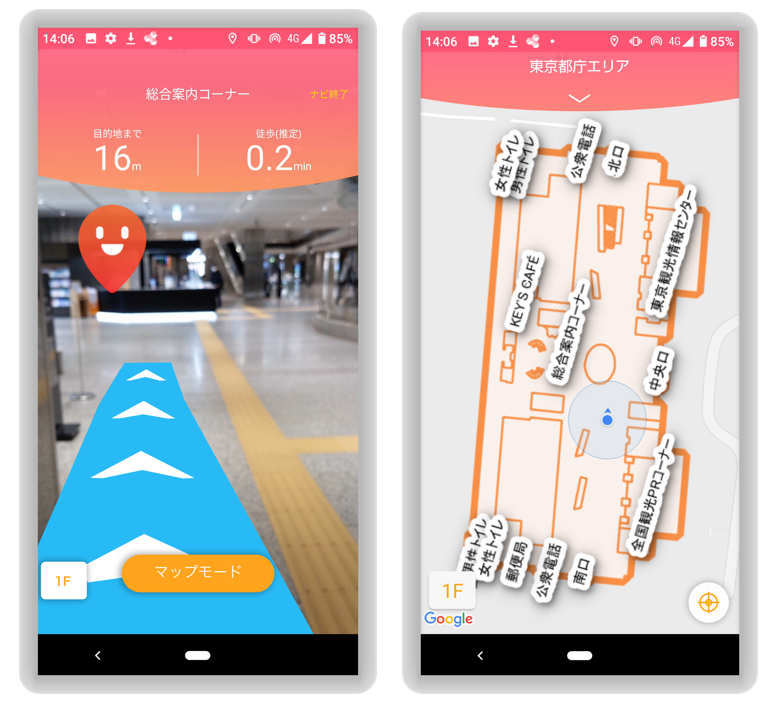 14:06 4G 85%
総合案内コーナー
ナビ終了
目的地まで
16m
徒歩(推定)
0.2min
1F
マップモード
14:06 4G 85%
東京都庁エリア
女性トイレ
男性トイレ
公衆電話
北口
東京観光情報センター
KEY'S CAFÉ
総合案内コーナー
中央口
全国観光PRコーナー
男性トイレ
女性トイレ
郵便局
公衆電話
南口
1F
Google